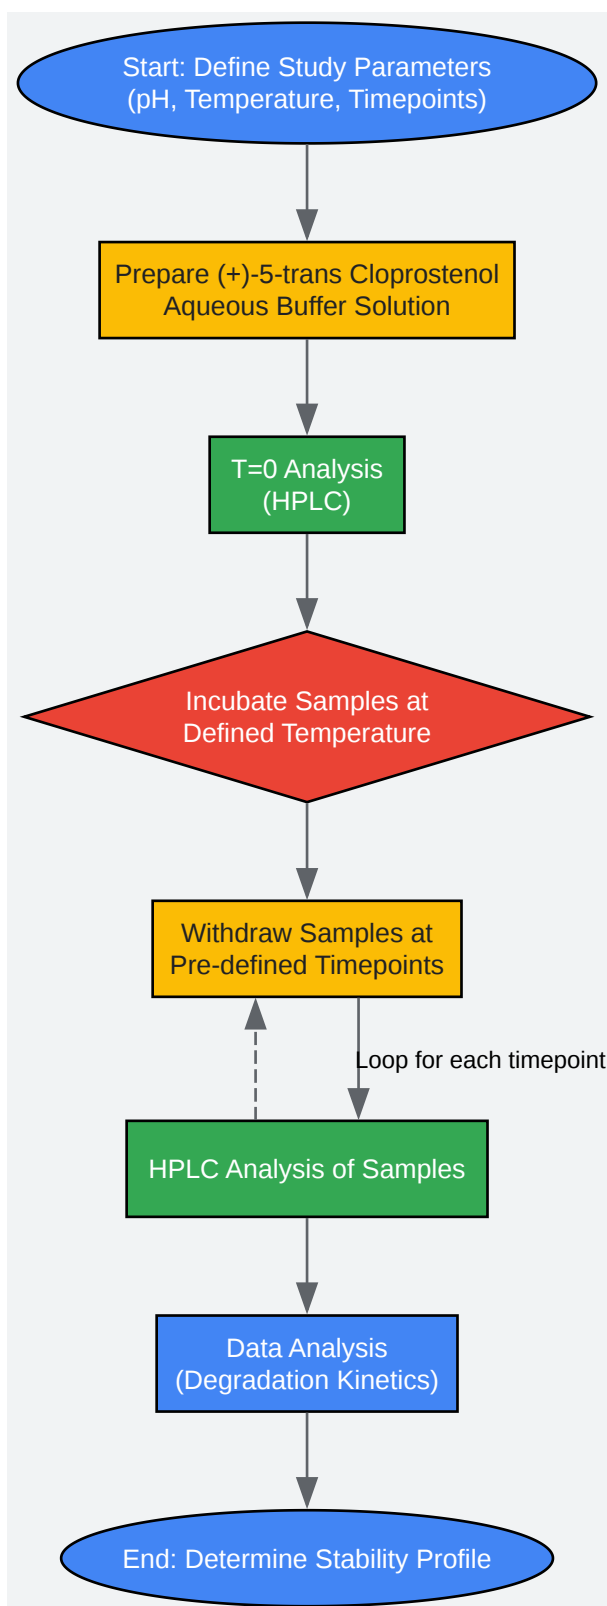 Start: Define Study Parameters
(pH, Temperature, Timepoints)
Prepare (+)-5-trans Cloprostenol
Aqueous Buffer Solution
T=0 Analysis
(HPLC)
Incubate Samples at
Defined Temperature
Withdraw Samples at
Pre-defined Timepoints
Loop for each timepoint
HPLC Analysis of Samples
Data Analysis
(Degradation Kinetics)
End: Determine Stability Profile